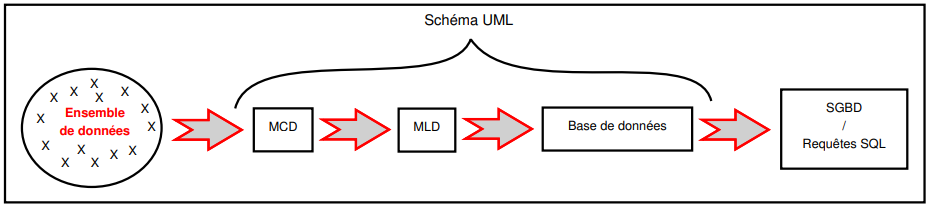 Schéma UML
X X X X X X X X
Ensemble
de données
X X X X X X X
MCD
MLD
Base de données
SGBD
/
Requêtes SQL